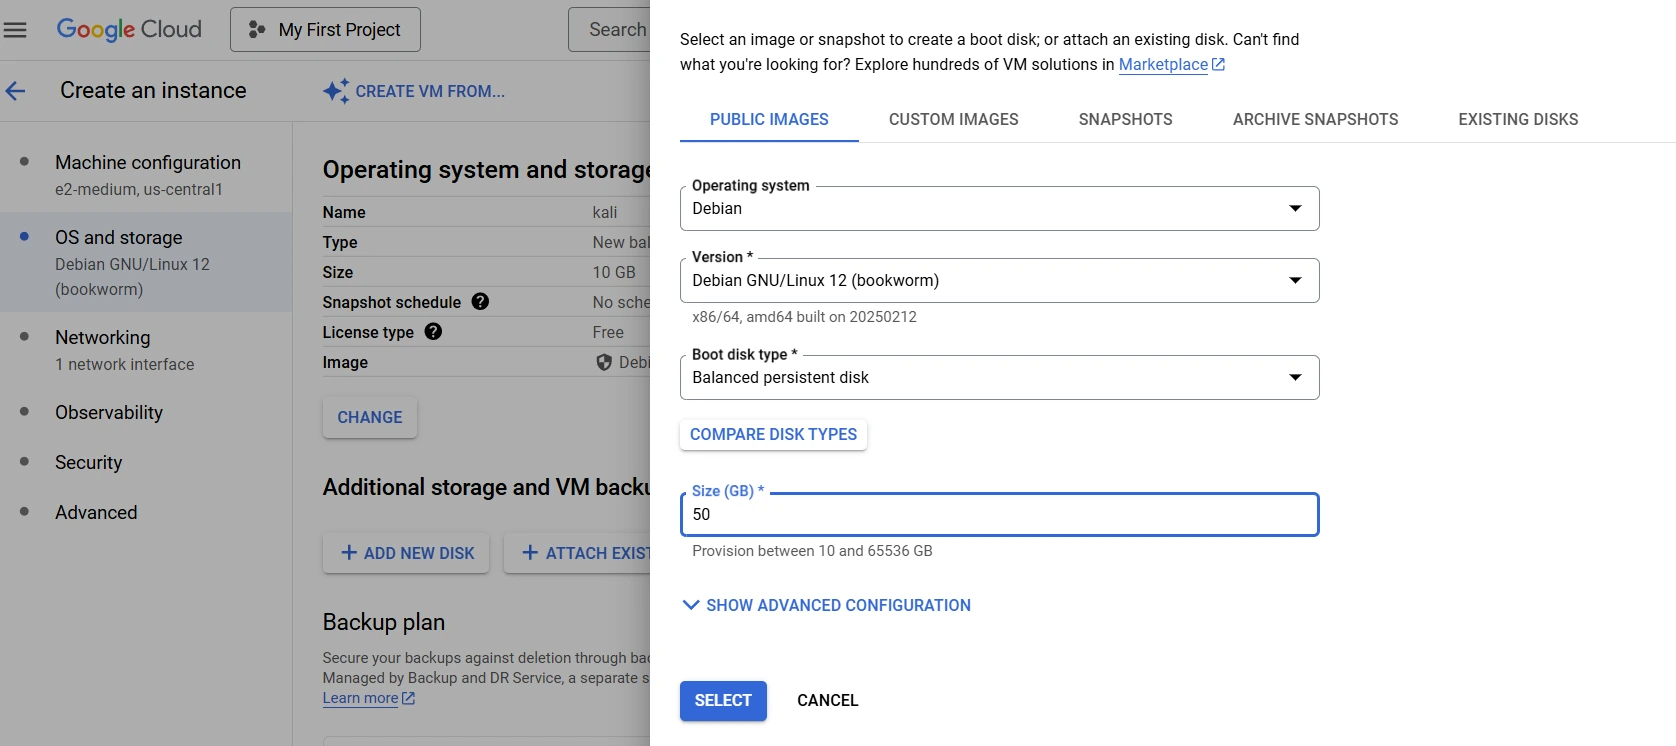 Google Cloud
My First Project
Search
Create an instance
CREATE VM FROM...
Machine configuration
e2-medium, us-central1
OS and storage
Debian GNU/Linux 12
(bookworm)
Networking
1 network interface
Observability
Security
Advanced
Operating system and storage
Name kali
Type New bal
Size 10 GB
Snapshot schedule ? No sche
License type ? Free
Image Debi
CHANGE
Additional storage and VM backu
+ ADD NEW DISK
+ ATTACH EXIST
Backup plan
Secure your backups against deletion through bac
Managed by Backup and DR Service, a separate s
Learn more
Select an image or snapshot to create a boot disk; or attach an existing disk. Can't find
what you're looking for? Explore hundreds of VM solutions in Marketplace
PUBLIC IMAGES
CUSTOM IMAGES
SNAPSHOTS
ARCHIVE SNAPSHOTS
EXISTING DISKS
Operating system
Debian
Version *
Debian GNU/Linux 12 (bookworm)
x86/64, amd64 built on 20250212
Boot disk type *
Balanced persistent disk
COMPARE DISK TYPES
Size (GB) *
50
Provision between 10 and 65536 GB
SHOW ADVANCED CONFIGURATION
SELECT
CANCEL